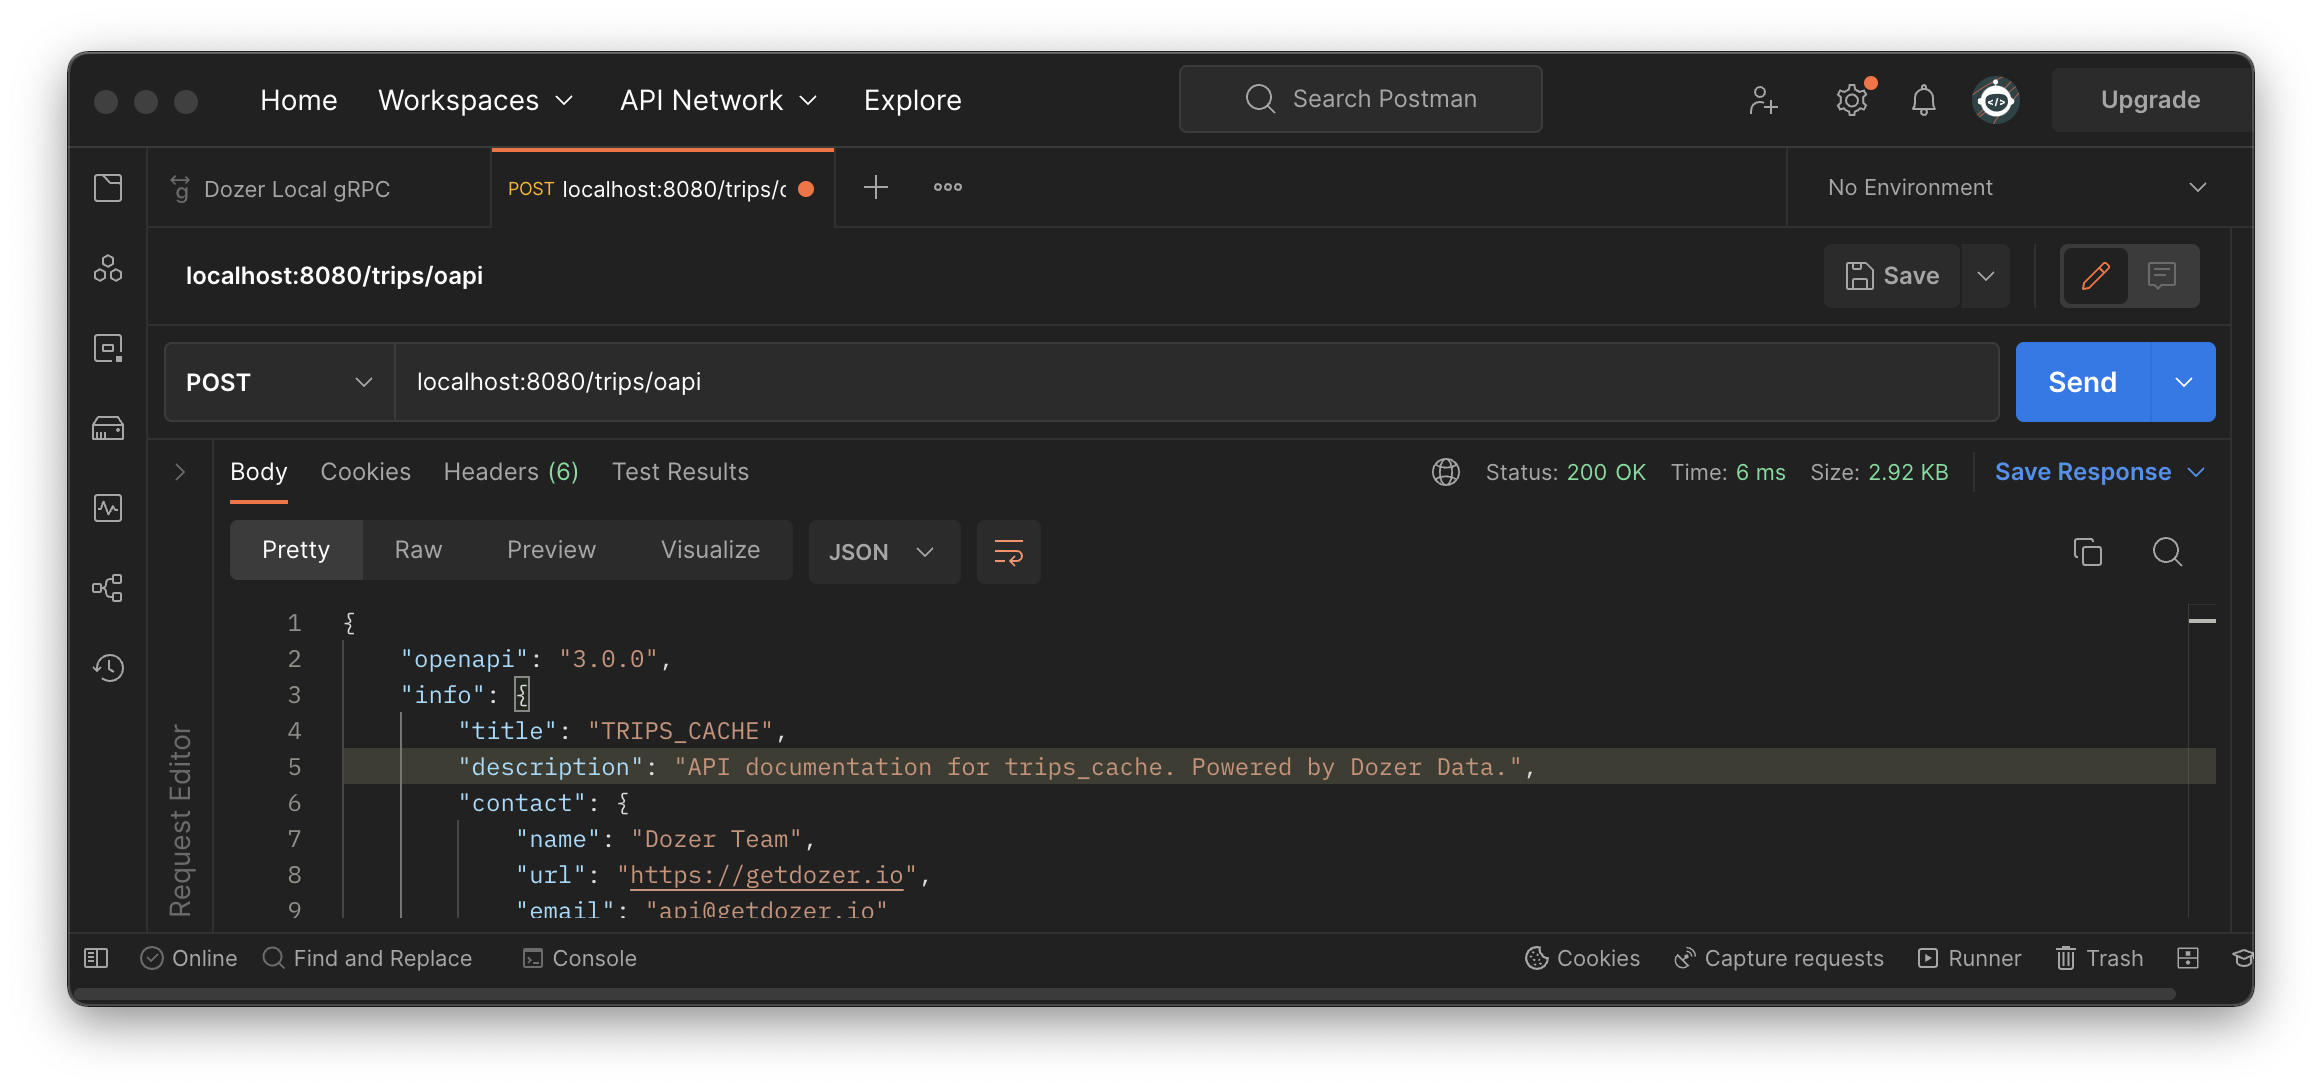 Home Workspaces API Network Explore Search Postman Upgrade
Dozer Local gRPC POST localhost:8080/trips/ No Environment
localhost:8080/trips/oapi Save
POST localhost:8080/trips/oapi Send
Body Cookies Headers (6) Test Results Status: 200 OK Time: 6 ms Size: 2.92 KB Save Response
Pretty Raw Preview Visualize JSON
1 {
2 "openapi": "3.0.0",
3 "info": {
4 "title": "TRIPS_CACHE",
5 "description": "API documentation for trips_cache. Powered by Dozer Data.",
6 "contact": {
7 "name": "Dozer Team",
8 "url": "https://getdozer.io",
9 "email": "api@getdozer.io"
Request Editor
Online Find and Replace Console Cookies Capture requests Runner Trash